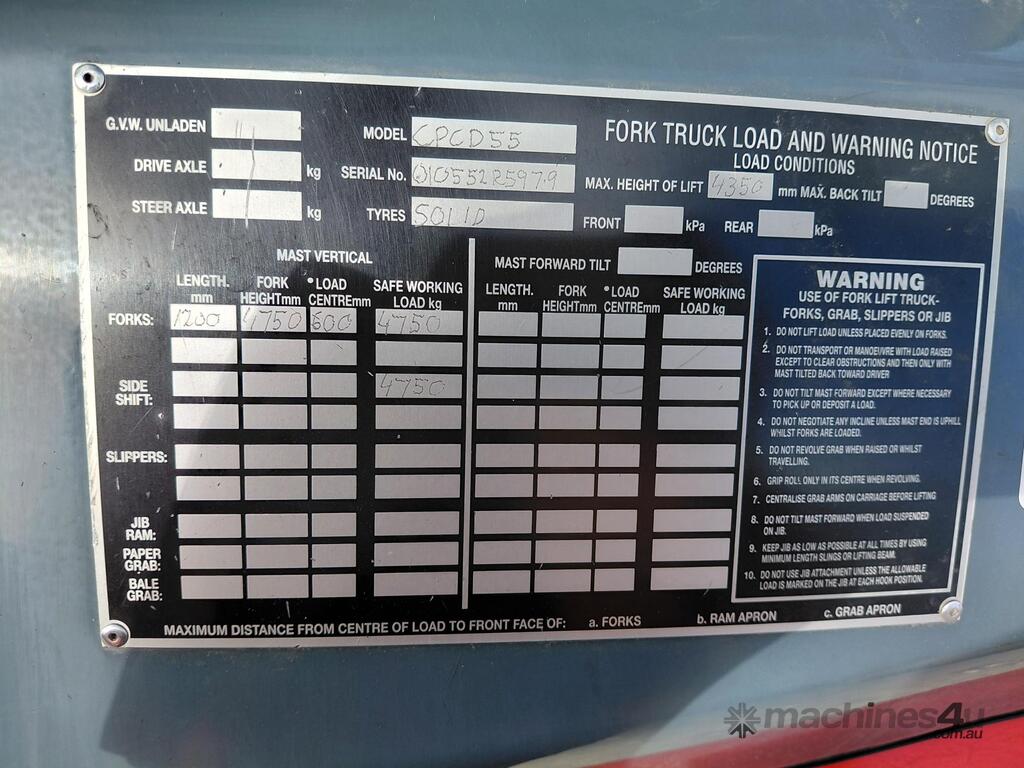 G.V.W. UNLADEN
DRIVE AXLE kg
STEER AXLE kg
MODEL CPCD55
SERIAL No. 010552R5979
TYRES SOLID
FORK TRUCK LOAD AND WARNING NOTICE
LOAD CONDITIONS
MAX. HEIGHT OF LIFT 4350 mm MAX. BACK TILT DEGREES
FRONT kPa REAR kPa
MAST VERTICAL
LENGTH. mm FORK HEIGHTmm •LOAD CENTREmm SAFE WORKING LOAD kg
MAST FORWARD TILT DEGREES
LENGTH. mm FORK HEIGHTmm •LOAD CENTREmm SAFE WORKING LOAD kg
FORKS: 1200 4750 600 4750
SIDE SHIFT: 4750
SLIPPERS:
JIB RAM:
PAPER GRAB:
BALE GRAB:
WARNING
USE OF FORK LIFT TRUCK-
FORKS, GRAB, SLIPPERS OR JIB
1. DO NOT LIFT LOAD UNLESS PLACED EVENLY ON FORKS.
2. DO NOT TRANSPORT OR MANOEUVRE WITH LOAD RAISED
EXCEPT TO CLEAR OBSTRUCTIONS AND THEN ONLY WITH
MAST TILTED BACK TOWARD DRIVER
3. DO NOT TILT MAST FORWARD EXCEPT WHERE NECESSARY
TO PICK UP OR DEPOSIT A LOAD.
4. DO NOT NEGOTIATE ANY INCLINE UNLESS MAST END IS UPHILL
WHILST FORKS ARE LOADED.
5. DO NOT REVOLVE GRAB WHEN RAISED OR WHILST
TRAVELLING.
6. GRIP ROLL ONLY IN ITS CENTRE WHEN REVOLVING.
7. CENTRALISE GRAB ARMS ON CARRIAGE BEFORE LIFTING
8. DO NOT TILT MAST FORWARD WHEN LOAD SUSPENDED
ON JIB.
9. KEEP JIB AS LOW AS POSSIBLE AT ALL TIMES BY USING
MINIMUM LENGTH SLINGS OR LIFTING BEAM.
10. DO NOT USE JIB ATTACHMENT UNLESS THE ALLOWABLE
LOAD IS MARKED ON THE JIB AT EACH HOOK POSITION.
MAXIMUM DISTANCE FROM CENTRE OF LOAD TO FRONT FACE OF: a. FORKS b. RAM APRON c. GRAB APRON
machines4u
.com.au